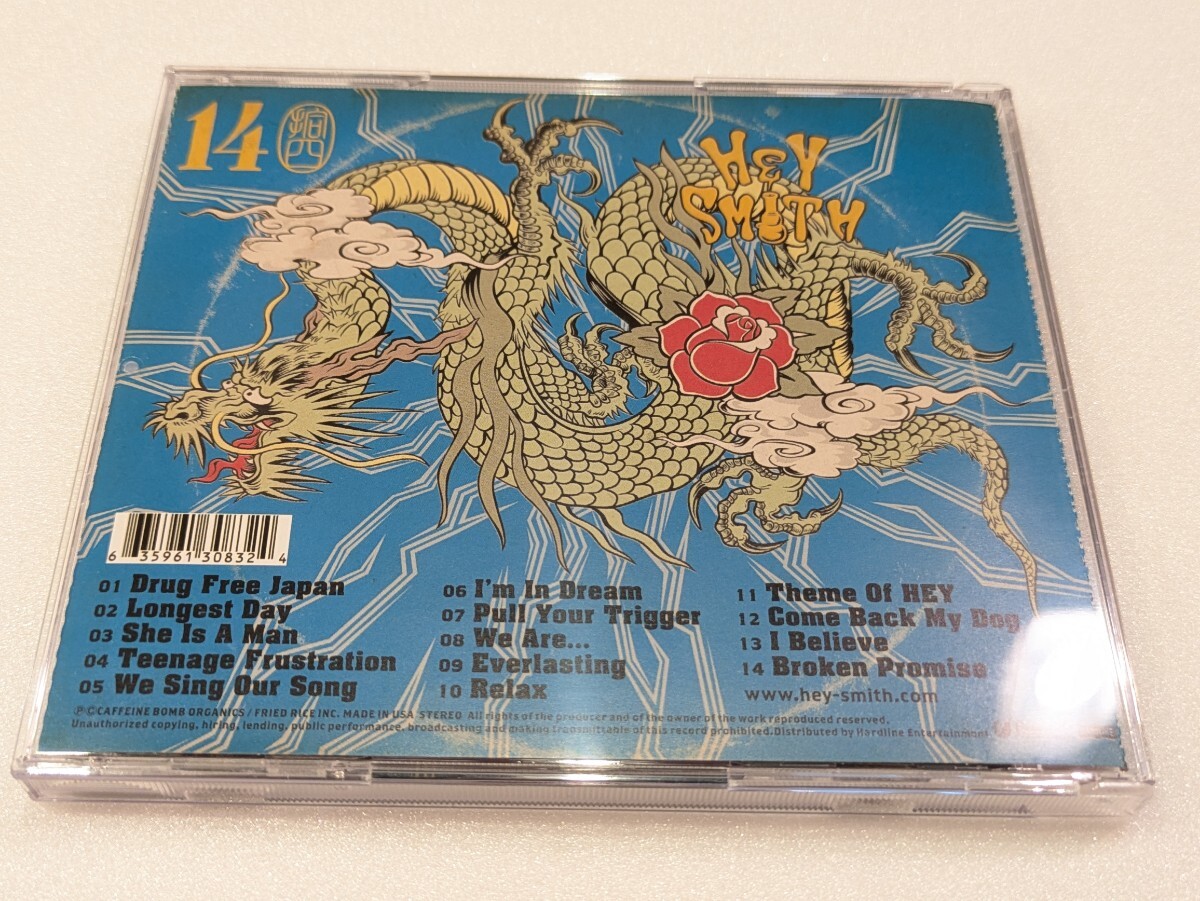 14
HEY
SMITH
6 35961 30832 4
01 Drug Free Japan
02 Longest Day
03 She Is A Man
04 Teenage Frustration
05 We Sing Our Song
06 I'm In Dream
07 Pull Your Trigger
08 We Are...
09 Everlasting
10 Relax
11 Theme Of HEY
12 Come Back My Dog
13 I Believe
14 Broken Promise
www.hey-smith.com
ⓅⒸCAFFEINE BOMB ORGANICS / FRIED RICE INC. MADE IN USA STEREO All rights of the producer and of the owner of the work reproduced reserved.
Unauthorized copying, hiring, lending, public performance, broadcasting and making transmittable of this record prohibited. Distributed by Hardline Entertainment